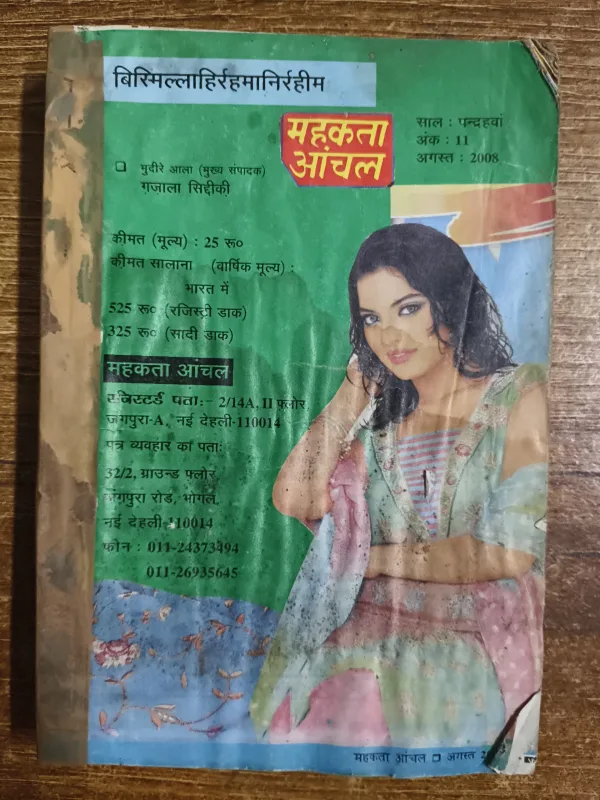 बिस्मिल्लाहिर्रहमानिर्रहीम
महकता
आंचल
साल : पन्द्रहवां
अंक : 11
अगस्त : 2008
❑ मुदीरे आला (मुख्य संपादक)
ग़ज़ाला सिद्दीक़ी
क़ीमत (मूल्य) : 25 रू०
क़ीमत सालाना (वार्षिक मूल्य) :
भारत में
525 रू० (रजिस्ट्री डाक)
325 रू० (सादी डाक)
महकता आंचल
रजिस्टर्ड पता:- 2/14A, II फ्लोर,
जंगपुरा-A, नई देहली-110014
पत्र व्यवहार का पता:
32/2, ग्राउन्ड फ्लोर,
जंगपुरा रोड, भोगल,
नई देहली-110014
फोन : 011-24373494
011-26935645
महकता आंचल ❑ अगस्त